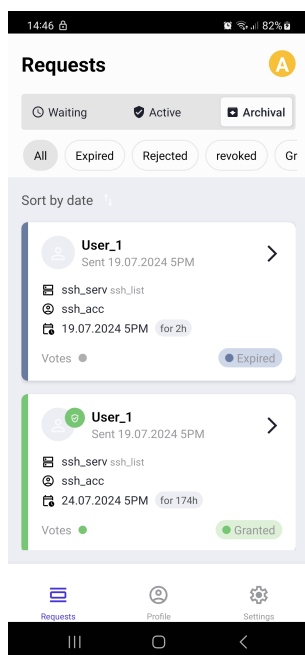 14:46 82%
Requests A
Waiting Active Archival
All Expired Rejected revoked Gr
Sort by date
User_1
Sent 19.07.2024 5PM
ssh_serv ssh_list
ssh_acc
19.07.2024 5PM for 2h
Votes Expired
User_1
Sent 19.07.2024 5PM
ssh_serv ssh_list
ssh_acc
24.07.2024 5PM for 174h
Votes Granted
Requests Profile Settings